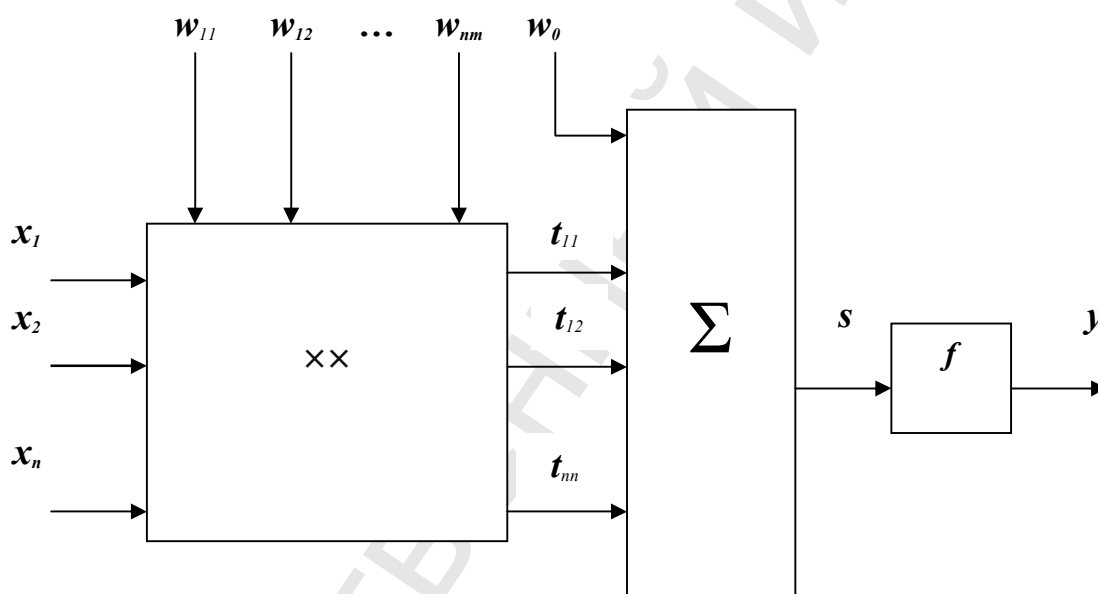 w₁₁ w₁₂ ... wₙₘ w₀
x₁ t₁₁
x₂ t₁₂ s y
×× Σ f
xₙ tₙₙ